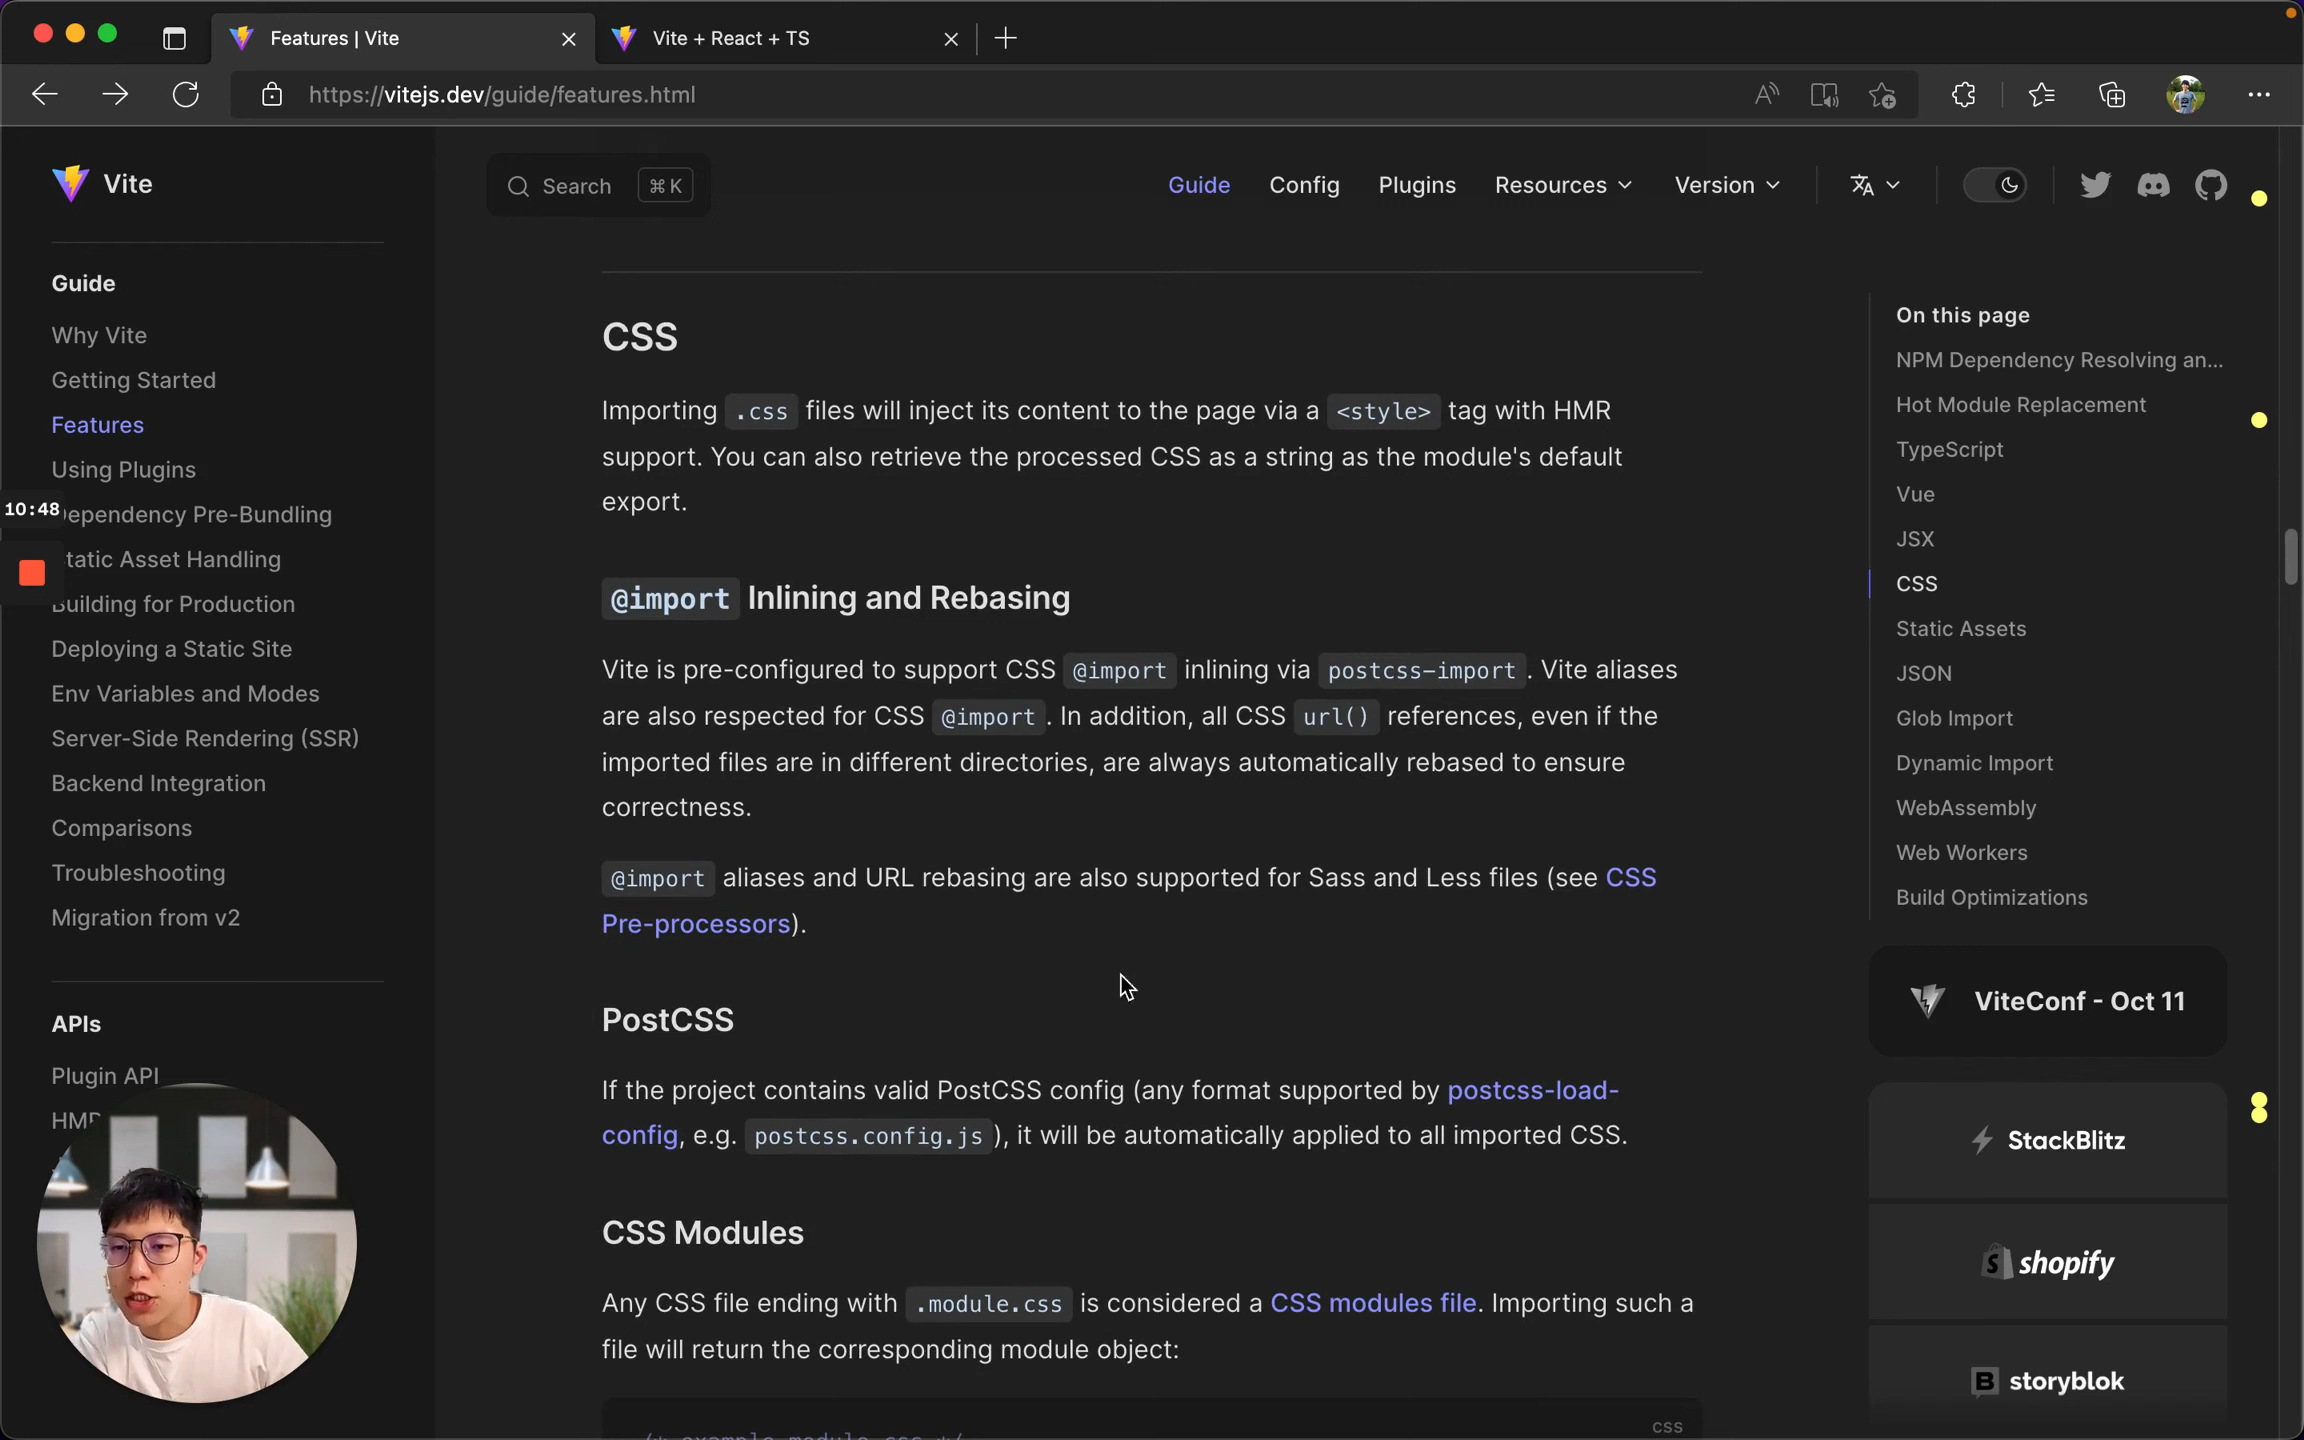 Features | Vite
Vite + React + TS
https://vitejs.dev/guide/features.html
Vite
Search
⌘ K
Guide
Config
Plugins
Resources
Version
Guide
Why Vite
Getting Started
Features
Using Plugins
10:48
ependency Pre-Bundling
tatic Asset Handling
Building for Production
Deploying a Static Site
Env Variables and Modes
Server-Side Rendering (SSR)
Backend Integration
Comparisons
Troubleshooting
Migration from v2
APIs
Plugin API
HMR
CSS
Importing .css files will inject its content to the page via a <style> tag with HMR
support. You can also retrieve the processed CSS as a string as the module's default
export.
@import Inlining and Rebasing
Vite is pre-configured to support CSS @import inlining via postcss-import. Vite aliases
are also respected for CSS @import. In addition, all CSS url() references, even if the
imported files are in different directories, are always automatically rebased to ensure
correctness.
@import aliases and URL rebasing are also supported for Sass and Less files (see CSS
Pre-processors).
PostCSS
If the project contains valid PostCSS config (any format supported by postcss-load-
config, e.g. postcss.config.js), it will be automatically applied to all imported CSS.
CSS Modules
Any CSS file ending with .module.css is considered a CSS modules file. Importing such a
file will return the corresponding module object:
css
/* example.module.css */
On this page
NPM Dependency Resolving an...
Hot Module Replacement
TypeScript
Vue
JSX
CSS
Static Assets
JSON
Glob Import
Dynamic Import
WebAssembly
Web Workers
Build Optimizations
ViteConf - Oct 11
StackBlitz
shopify
storyblok